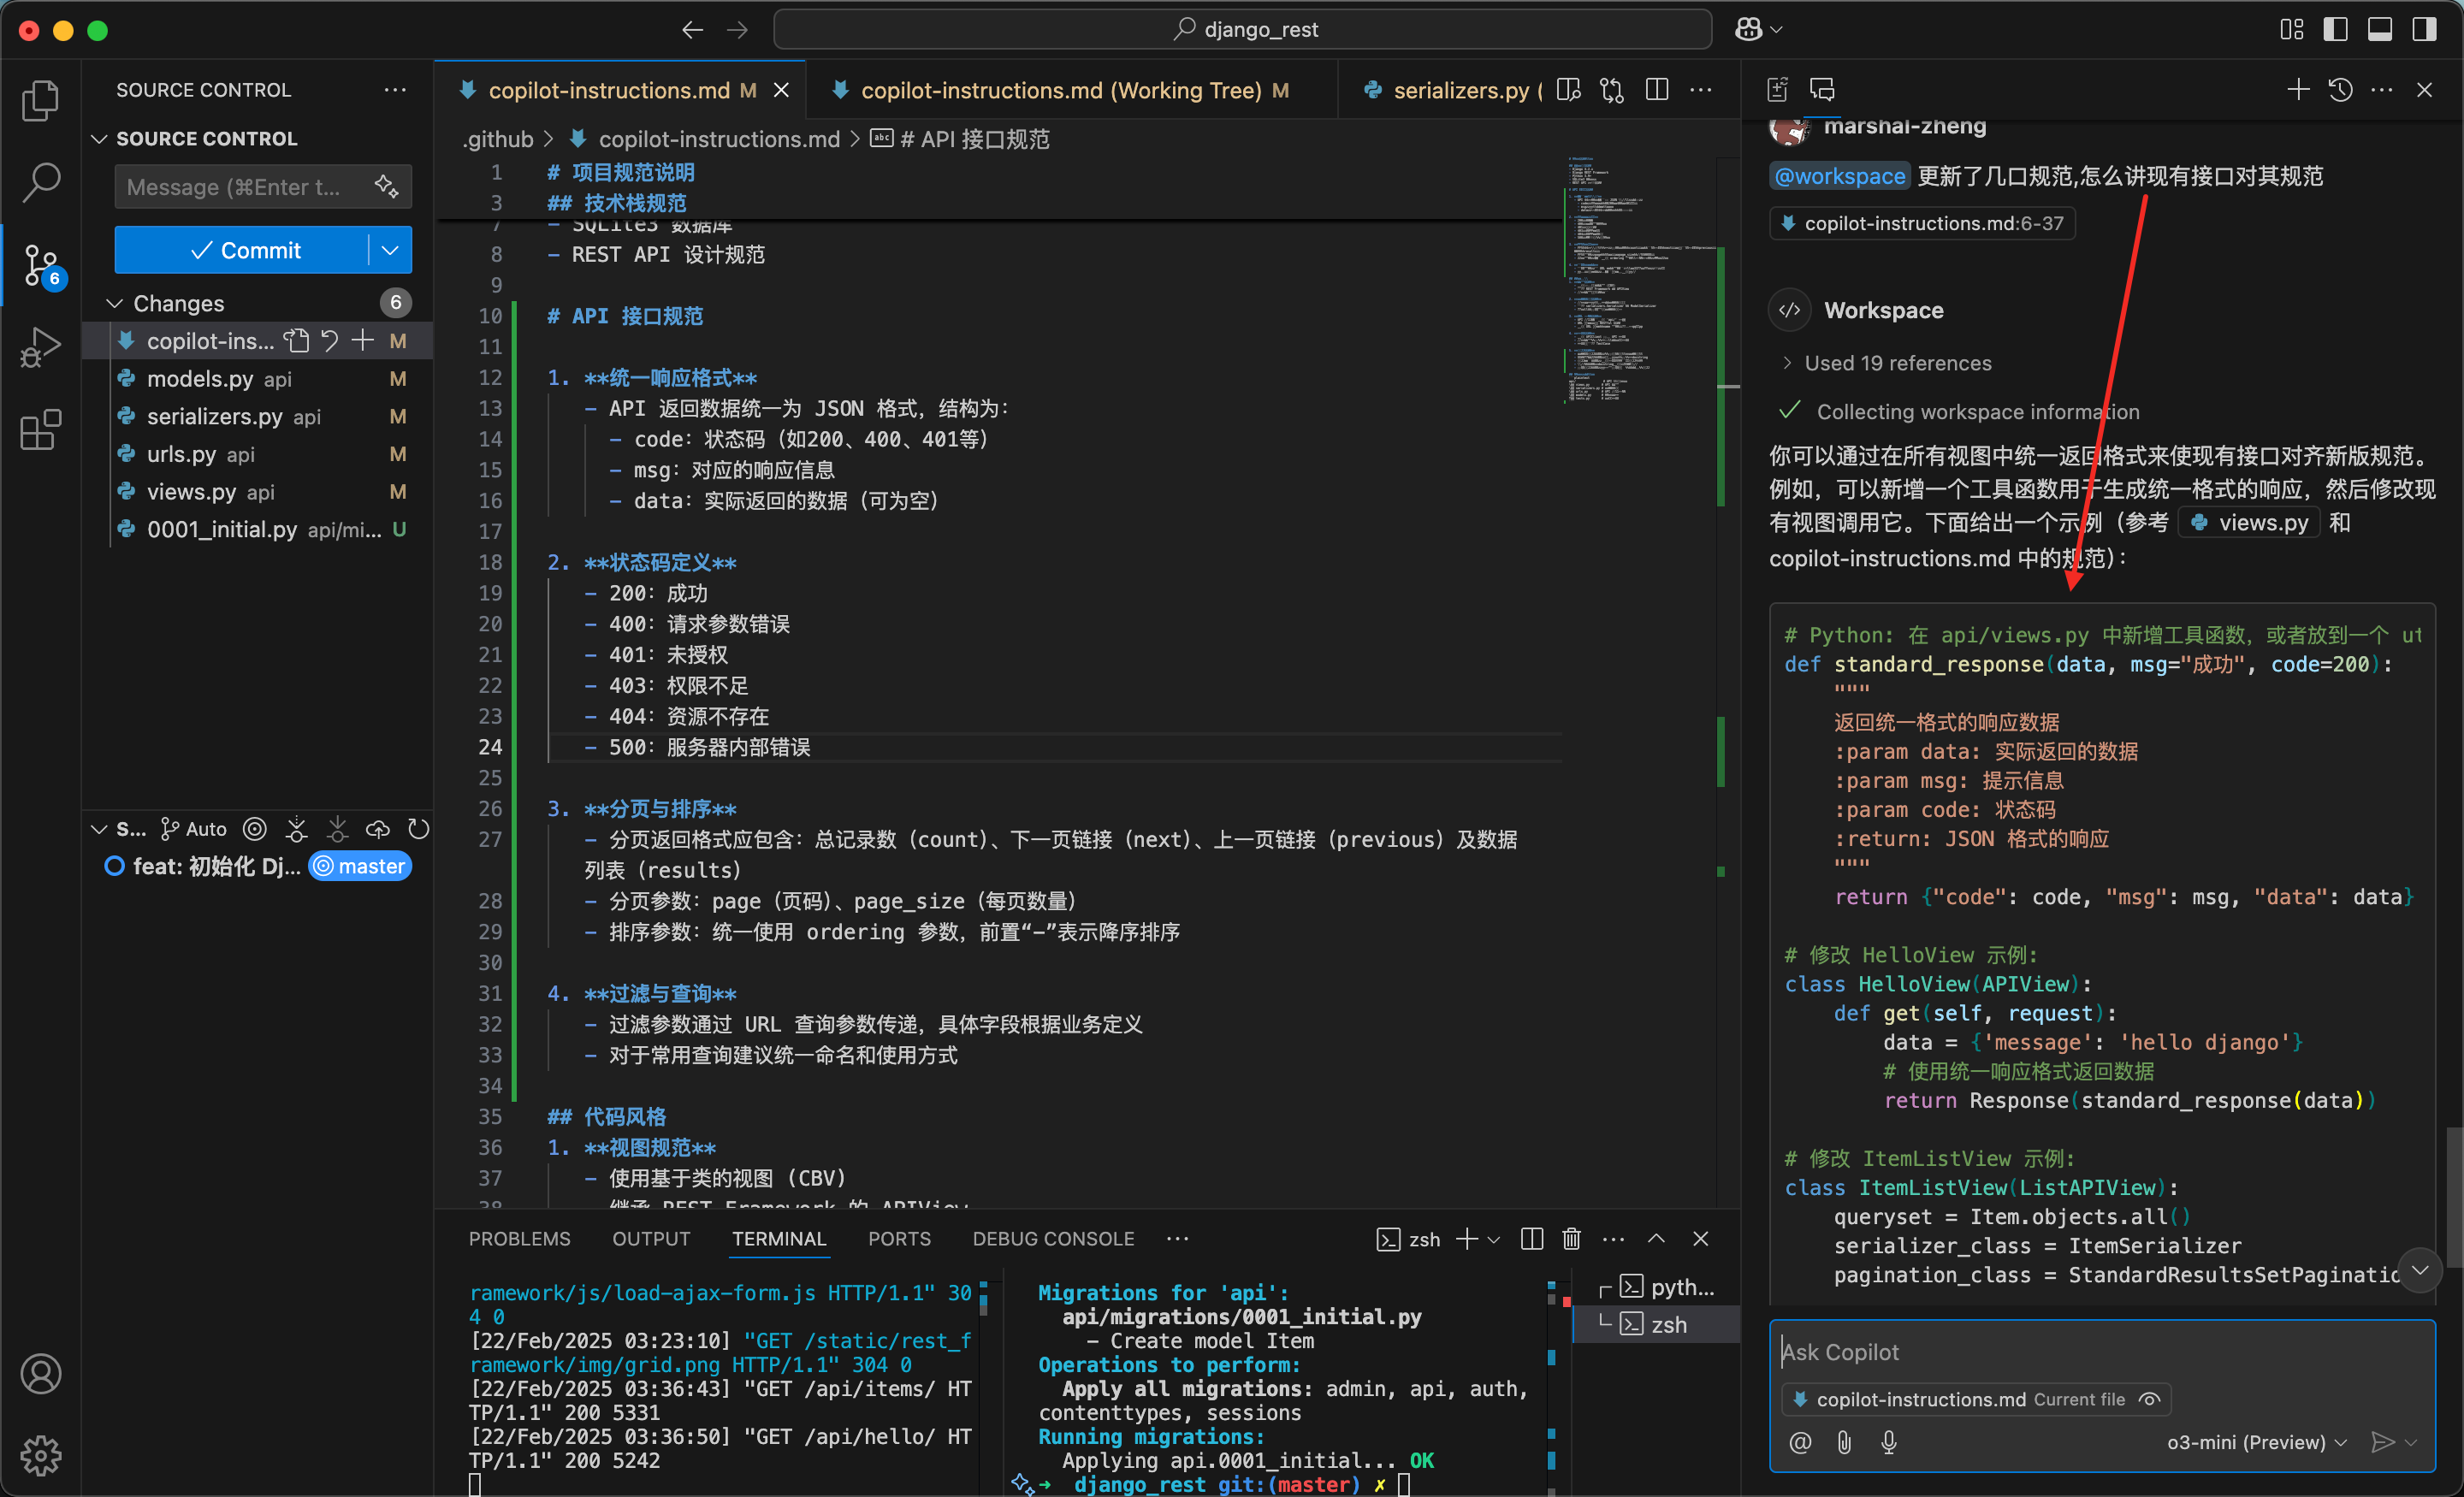 django_rest
SOURCE CONTROL
SOURCE CONTROL
Message (⌘Enter t...
Commit
6
Changes 6
copilot-ins... M
models.py api M
serializers.py api M
urls.py api M
views.py api M
0001_initial.py api/mi... U
S... Auto
feat: 初始化 Dj... master
copilot-instructions.md M
copilot-instructions.md (Working Tree) M
serializers.py (
.github > copilot-instructions.md > # API 接口规范
1 # 项目规范说明
3 ## 技术栈规范
7 - SQLite3 数据库
8 - REST API 设计规范
9
10 # API 接口规范
11
12 1. **统一响应格式**
13 - API 返回数据统一为 JSON 格式，结构为：
14 - code：状态码（如200、400、401等）
15 - msg：对应的响应信息
16 - data：实际返回的数据（可为空）
17
18 2. **状态码定义**
19 - 200：成功
20 - 400：请求参数错误
21 - 401：未授权
22 - 403：权限不足
23 - 404：资源不存在
24 - 500：服务器内部错误
25
26 3. **分页与排序**
27 - 分页返回格式应包含：总记录数（count）、下一页链接（next）、上一页链接（previous）及数据
列表（results）
28 - 分页参数：page（页码）、page_size（每页数量）
29 - 排序参数：统一使用 ordering 参数，前置“-”表示降序排序
30
31 4. **过滤与查询**
32 - 过滤参数通过 URL 查询参数传递，具体字段根据业务定义
33 - 对于常用查询建议统一命名和使用方式
34
35 ## 代码风格
36 1. **视图规范**
37 - 使用基于类的视图 (CBV)
38 - 继承 REST Framework 的 APIView
PROBLEMS OUTPUT TERMINAL PORTS DEBUG CONSOLE
zsh
ramework/js/load-ajax-form.js HTTP/1.1" 30
4 0
[22/Feb/2025 03:23:10] "GET /static/rest_f
ramework/img/grid.png HTTP/1.1" 304 0
[22/Feb/2025 03:36:43] "GET /api/items/ HT
TP/1.1" 200 5331
[22/Feb/2025 03:36:50] "GET /api/hello/ HT
TP/1.1" 200 5242
Migrations for 'api':
api/migrations/0001_initial.py
- Create model Item
Operations to perform:
Apply all migrations: admin, api, auth,
contenttypes, sessions
Running migrations:
Applying api.0001_initial... OK
➜ django_rest git:(master) ✗
pyth...
zsh
marshal-zheng
@workspace 更新了几口规范,怎么讲现有接口对其规范
copilot-instructions.md:6-37
Workspace
Used 19 references
Collecting workspace information
你可以通过在所有视图中统一返回格式来使现有接口对齐新版规范。
例如，可以新增一个工具函数用于生成统一格式的响应，然后修改现
有视图调用它。下面给出一个示例（参考 views.py 和
copilot-instructions.md 中的规范）：
# Python: 在 api/views.py 中新增工具函数，或者放到一个 ut
def standard_response(data, msg="成功", code=200):
"""
返回统一格式的响应数据
:param data: 实际返回的数据
:param msg: 提示信息
:param code: 状态码
:return: JSON 格式的响应
"""
return {"code": code, "msg": msg, "data": data}
# 修改 HelloView 示例:
class HelloView(APIView):
def get(self, request):
data = {'message': 'hello django'}
# 使用统一响应格式返回数据
return Response(standard_response(data))
# 修改 ItemListView 示例:
class ItemListView(ListAPIView):
queryset = Item.objects.all()
serializer_class = ItemSerializer
pagination_class = StandardResultsSetPaginatic
Ask Copilot
copilot-instructions.md Current file
o3-mini (Preview)